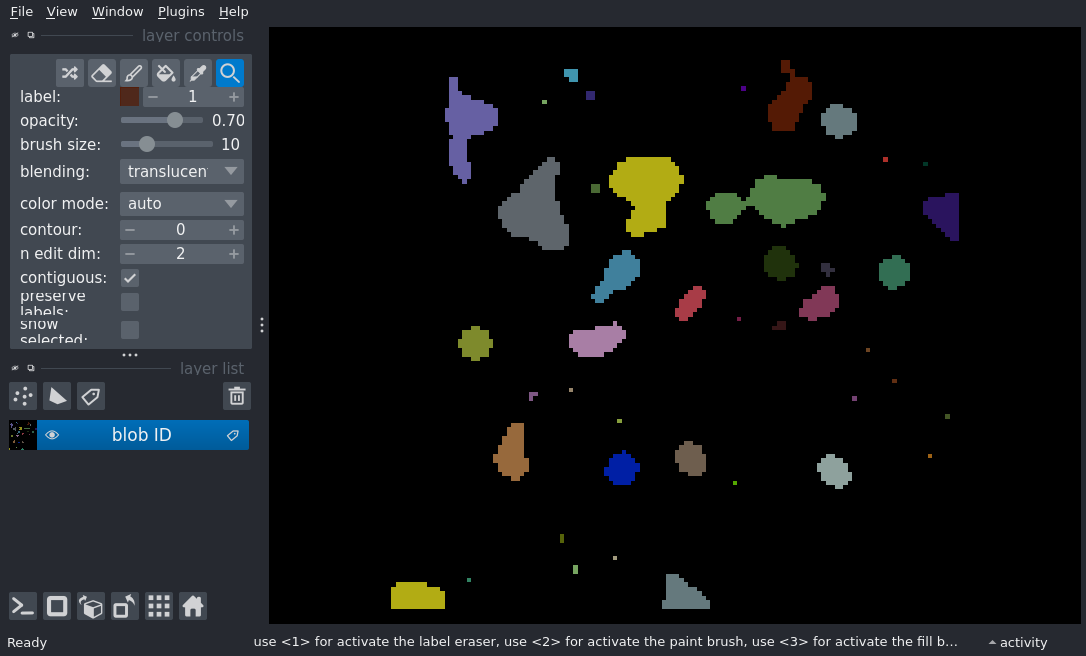 File View Window Plugins Help
layer controls
label: 1
opacity: 0.70
brush size: 10
blending: translucen
color mode: auto
contour: 0
n edit dim: 2
contiguous:
preserve
labels:
show
selected:
layer list
blob ID
Ready use <1> for activate the label eraser, use <2> for activate the paint brush, use <3> for activate the fill b... activity